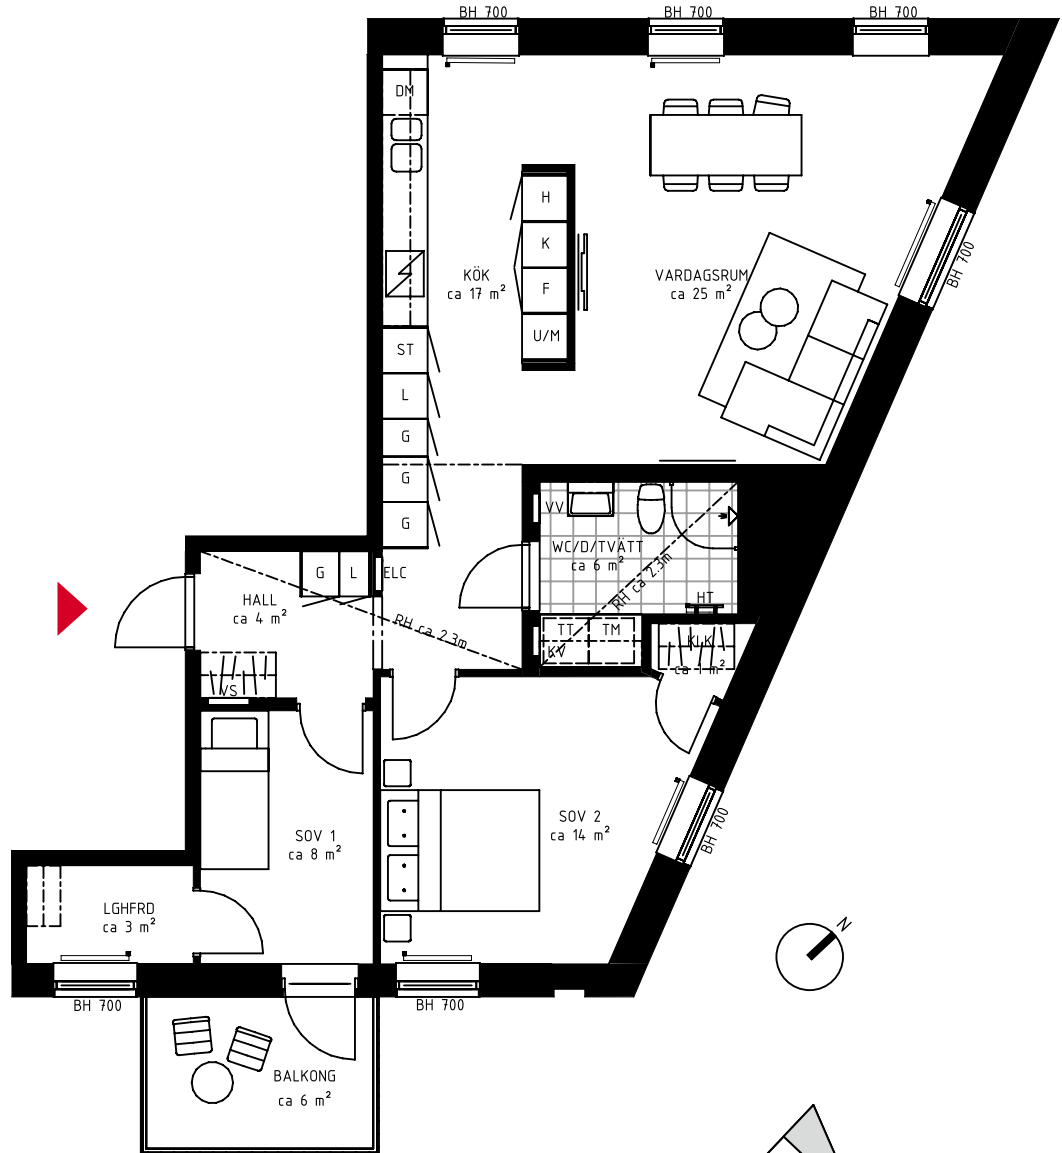 BH 700
BH 700
BH 700
DM
H
K
F
U/M
KÖK
ca 17 m²
VARDAGSRUM
ca 25 m²
BH 700
ST
L
G
G
G
VV
WC/D/TVÄTT
ca 6 m²
RH ca 2.3m
HT
TT
TM
KV
KLK
ca 1 m²
G
L
ELC
HALL
ca 4 m²
RH ca 2.3m
VS
SOV 1
ca 8 m²
SOV 2
ca 14 m²
BH 700
LGHFRD
ca 3 m²
N
BH 700
BH 700
BALKONG
ca 6 m²